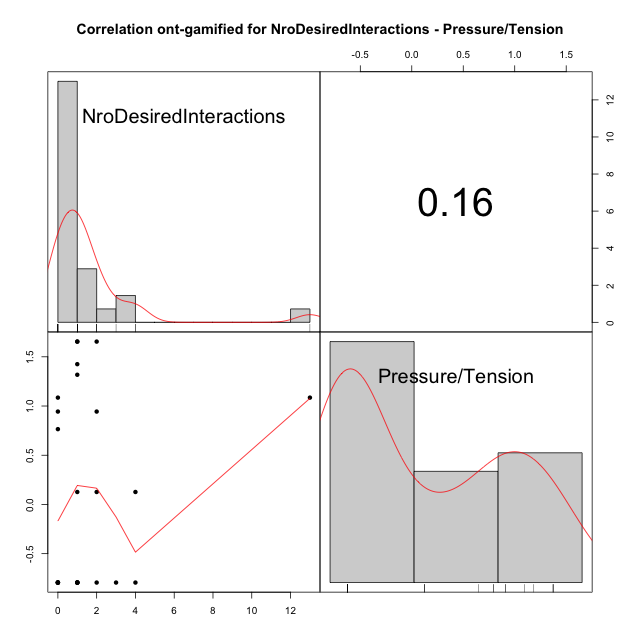 Correlation ont-gamified for NroDesiredInteractions - Pressure/Tension
-0.5 0.0 0.5 1.0 1.5
NroDesiredInteractions
0.16
12
10
8
6
4
2
0
Pressure/Tension
1.5
1.0
0.5
0.0
-0.5
0 2 4 6 8 10 12